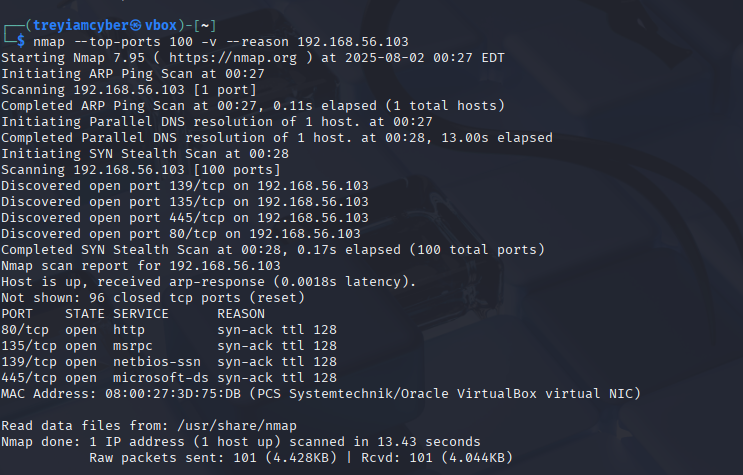 ┌──(treyiamcyber㉿vbox)-[~]
└─$ nmap --top-ports 100 -v --reason 192.168.56.103
Starting Nmap 7.95 ( https://nmap.org ) at 2025-08-02 00:27 EDT
Initiating ARP Ping Scan at 00:27
Scanning 192.168.56.103 [1 port]
Completed ARP Ping Scan at 00:27, 0.11s elapsed (1 total hosts)
Initiating Parallel DNS resolution of 1 host. at 00:27
Completed Parallel DNS resolution of 1 host. at 00:28, 13.00s elapsed
Initiating SYN Stealth Scan at 00:28
Scanning 192.168.56.103 [100 ports]
Discovered open port 139/tcp on 192.168.56.103
Discovered open port 135/tcp on 192.168.56.103
Discovered open port 445/tcp on 192.168.56.103
Discovered open port 80/tcp on 192.168.56.103
Completed SYN Stealth Scan at 00:28, 0.17s elapsed (100 total ports)
Nmap scan report for 192.168.56.103
Host is up, received arp-response (0.0018s latency).
Not shown: 96 closed tcp ports (reset)
PORT    STATE SERVICE      REASON
80/tcp  open  http         syn-ack ttl 128
135/tcp open  msrpc        syn-ack ttl 128
139/tcp open  netbios-ssn  syn-ack ttl 128
445/tcp open  microsoft-ds syn-ack ttl 128
MAC Address: 08:00:27:3D:75:DB (PCS Systemtechnik/Oracle VirtualBox virtual NIC)
Read data files from: /usr/share/nmap
Nmap done: 1 IP address (1 host up) scanned in 13.43 seconds
Raw packets sent: 101 (4.428KB) | Rcvd: 101 (4.044KB)